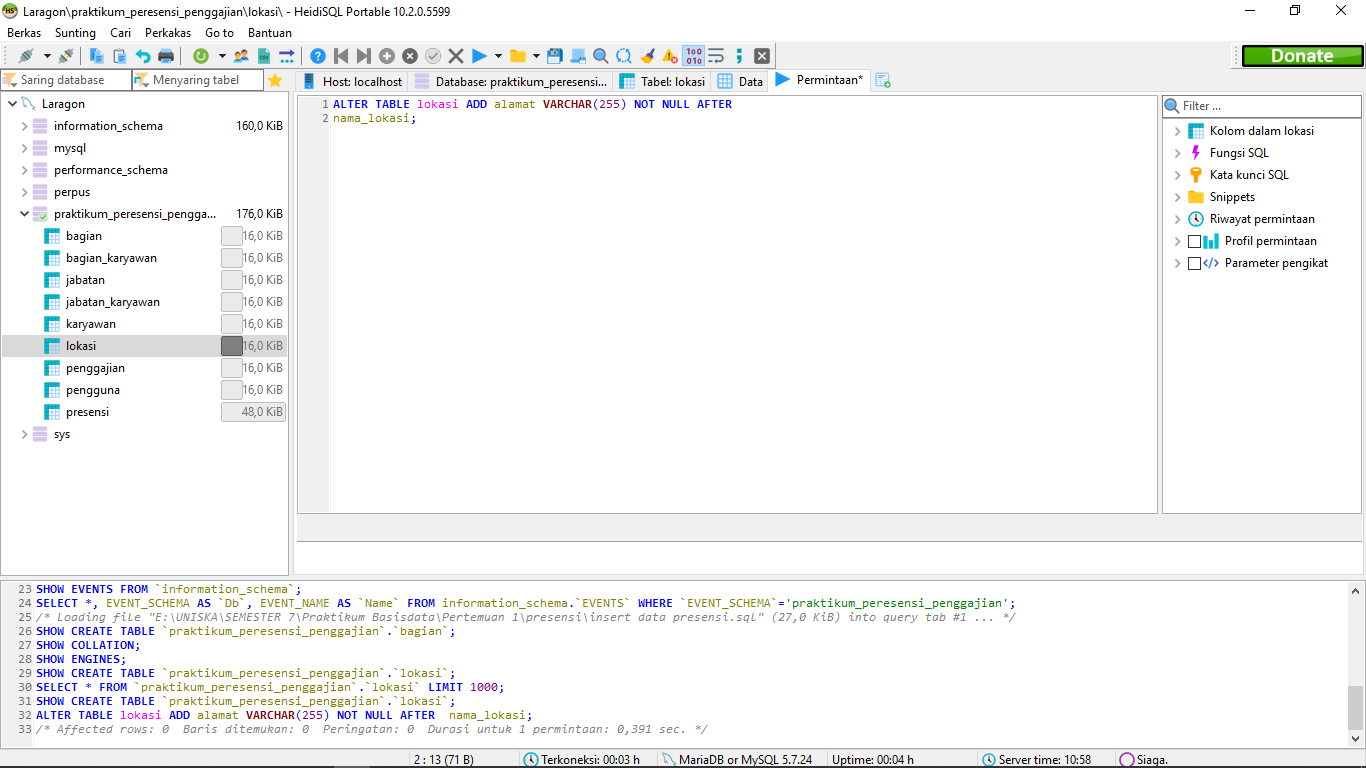 HS Laragon\praktikum_peresensi_penggajian\lokasi\ - HeidiSQL Portable 10.2.0.5599
Berkas Sunting Cari Perkakas Go to Bantuan
Donate
Saring database Menyaring tabel
Host: localhost Database: praktikum_peresensi... Tabel: lokasi Data Permintaan*
Laragon
information_schema 160,0 KiB
mysql
performance_schema
perpus
praktikum_peresensi_pengga... 176,0 KiB
bagian 16,0 KiB
bagian_karyawan 16,0 KiB
jabatan 16,0 KiB
jabatan_karyawan 16,0 KiB
karyawan 16,0 KiB
lokasi 16,0 KiB
penggajian 16,0 KiB
pengguna 16,0 KiB
presensi 48,0 KiB
sys
1 ALTER TABLE lokasi ADD alamat VARCHAR(255) NOT NULL AFTER
2 nama_lokasi;
Filter ...
Kolom dalam lokasi
Fungsi SQL
Kata kunci SQL
Snippets
Riwayat permintaan
Profil permintaan
Parameter pengikat
23 SHOW EVENTS FROM `information_schema`;
24 SELECT *, EVENT_SCHEMA AS `Db`, EVENT_NAME AS `Name` FROM information_schema.`EVENTS` WHERE `EVENT_SCHEMA`='praktikum_peresensi_penggajian';
25 /* Loading file "E:\UNISKA\SEMESTER 7\Praktikum Basisdata\Pertemuan 1\presensi\insert data presensi.sql" (27,0 KiB) into query tab #1 ... */
26 SHOW CREATE TABLE `praktikum_peresensi_penggajian`.`bagian`;
27 SHOW COLLATION;
28 SHOW ENGINES;
29 SHOW CREATE TABLE `praktikum_peresensi_penggajian`.`lokasi`;
30 SELECT * FROM `praktikum_peresensi_penggajian`.`lokasi` LIMIT 1000;
31 SHOW CREATE TABLE `praktikum_peresensi_penggajian`.`lokasi`;
32 ALTER TABLE lokasi ADD alamat VARCHAR(255) NOT NULL AFTER  nama_lokasi;
33 /* Affected rows: 0  Baris ditemukan: 0  Peringatan: 0  Durasi untuk 1 permintaan: 0,391 sec. */
2 : 13 (71 B) Terkoneksi: 00:03 h MariaDB or MySQL 5.7.24 Uptime: 00:04 h Server time: 10:58 Siaga.